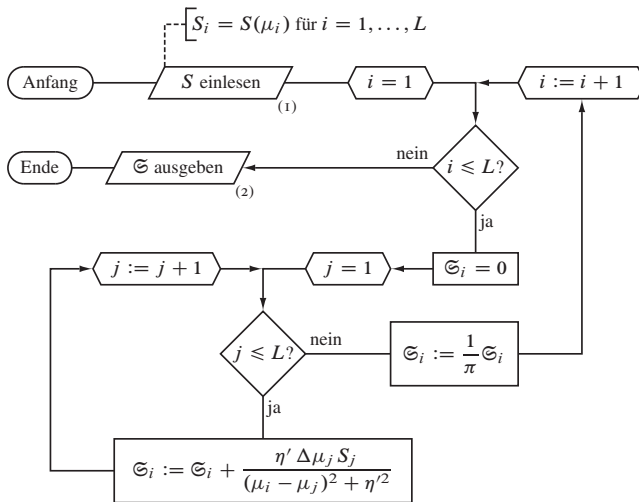 S_i = S(μ_i) für i = 1, . . . , L
Anfang
S einlesen
(1)
i = 1
i := i + 1
Ende
𝔖 ausgeben
(2)
nein
i ⩽ L?
ja
j := j + 1
j = 1
𝔖_i = 0
j ⩽ L?
nein
𝔖_i := 1/π 𝔖_i
ja
𝔖_i := 𝔖_i + η′ Δμ_j S_j / (μ_i − μ_j)² + η′²